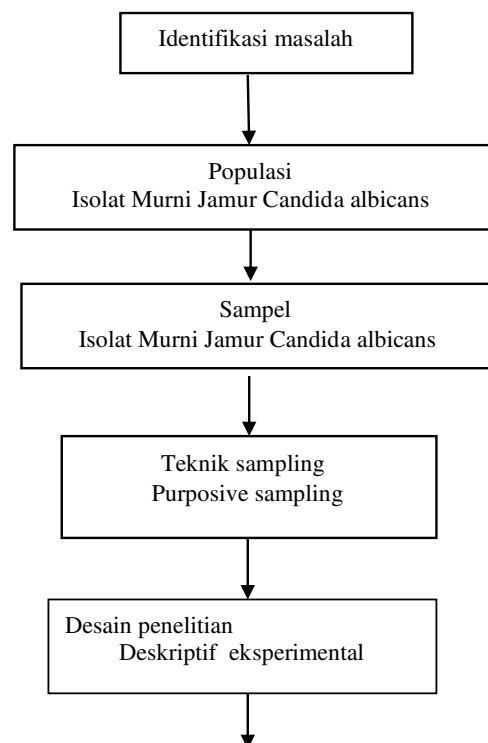 Identifikasi masalah
Populasi
Isolat Murni Jamur Candida albicans
Sampel
Isolat Murni Jamur Candida albicans
Teknik sampling
Purposive sampling
Desain penelitian
Deskriptif eksperimental